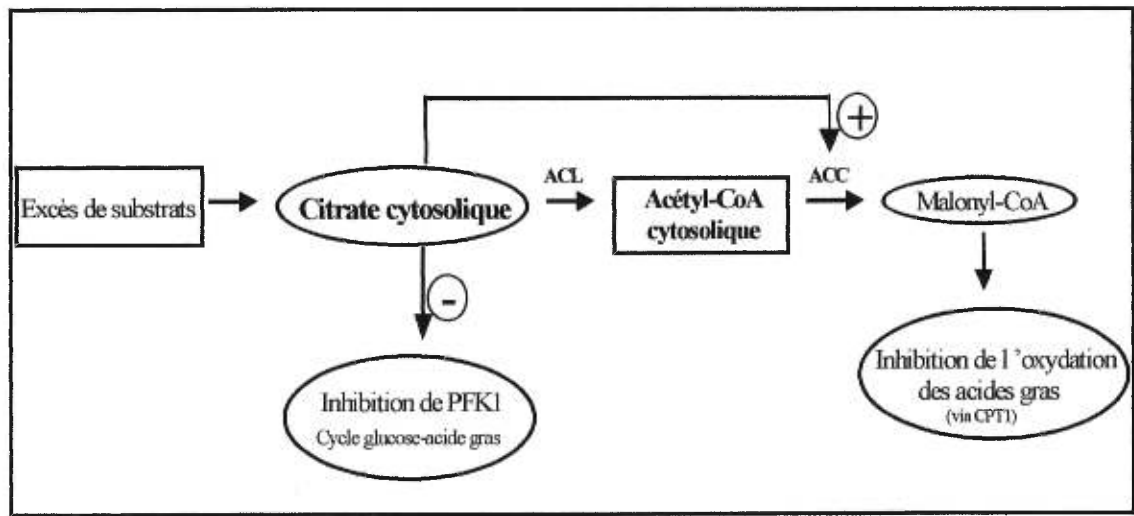 +
ACL
ACC
Excès de substrats
Citrate cytosolique
Acétyl-CoA
cytosolique
Malonyl-CoA
-
Inhibition de PFK1
Cycle glucose-acide gras
Inhibition de l 'oxydation
des acides gras
(via CPT1)